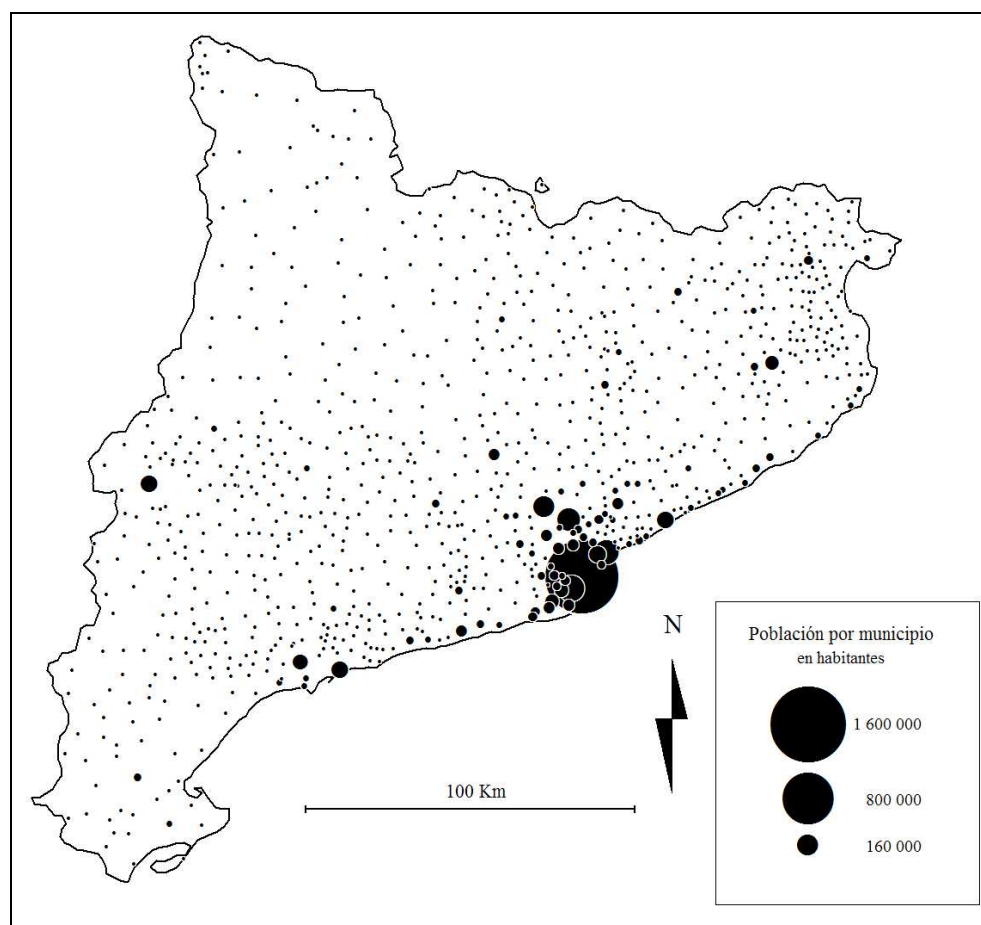 N
Población por municipio
en habitantes
1 600 000
800 000
160 000
100 Km